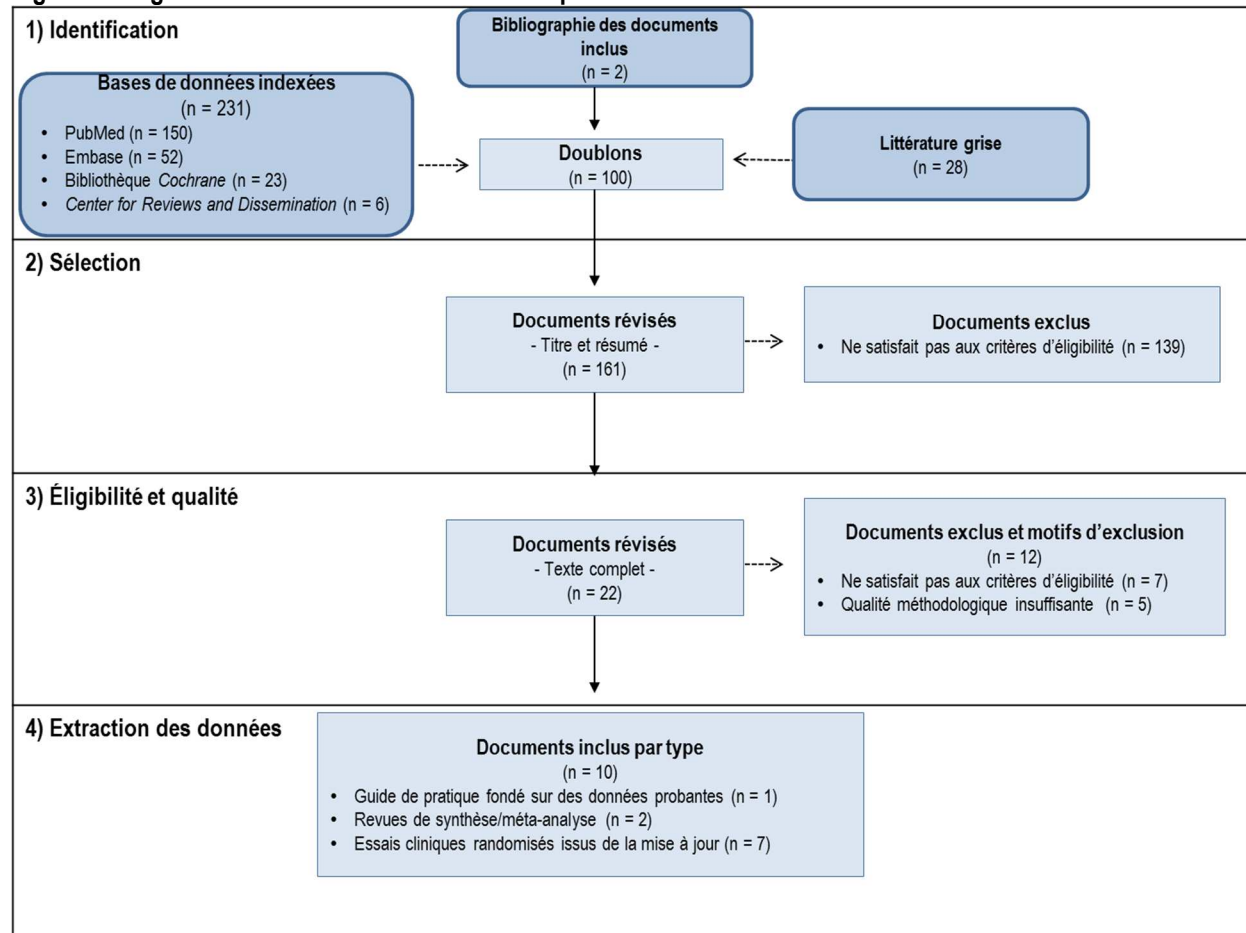 1) Identification
Bibliographie des documents
inclus
(n = 2)
Bases de données indexées
(n = 231)
• PubMed (n = 150)
• Embase (n = 52)
• Bibliothèque Cochrane (n = 23)
• Center for Reviews and Dissemination (n = 6)
Doublons
(n = 100)
Littérature grise
(n = 28)
2) Sélection
Documents révisés
- Titre et résumé -
(n = 161)
Documents exclus
• Ne satisfait pas aux critères d'éligibilité (n = 139)
3) Éligibilité et qualité
Documents révisés
- Texte complet -
(n = 22)
Documents exclus et motifs d'exclusion
(n = 12)
• Ne satisfait pas aux critères d'éligibilité (n = 7)
• Qualité méthodologique insuffisante (n = 5)
4) Extraction des données
Documents inclus par type
(n = 10)
• Guide de pratique fondé sur des données probantes (n = 1)
• Revues de synthèse/méta-analyse (n = 2)
• Essais cliniques randomisés issus de la mise à jour (n = 7)